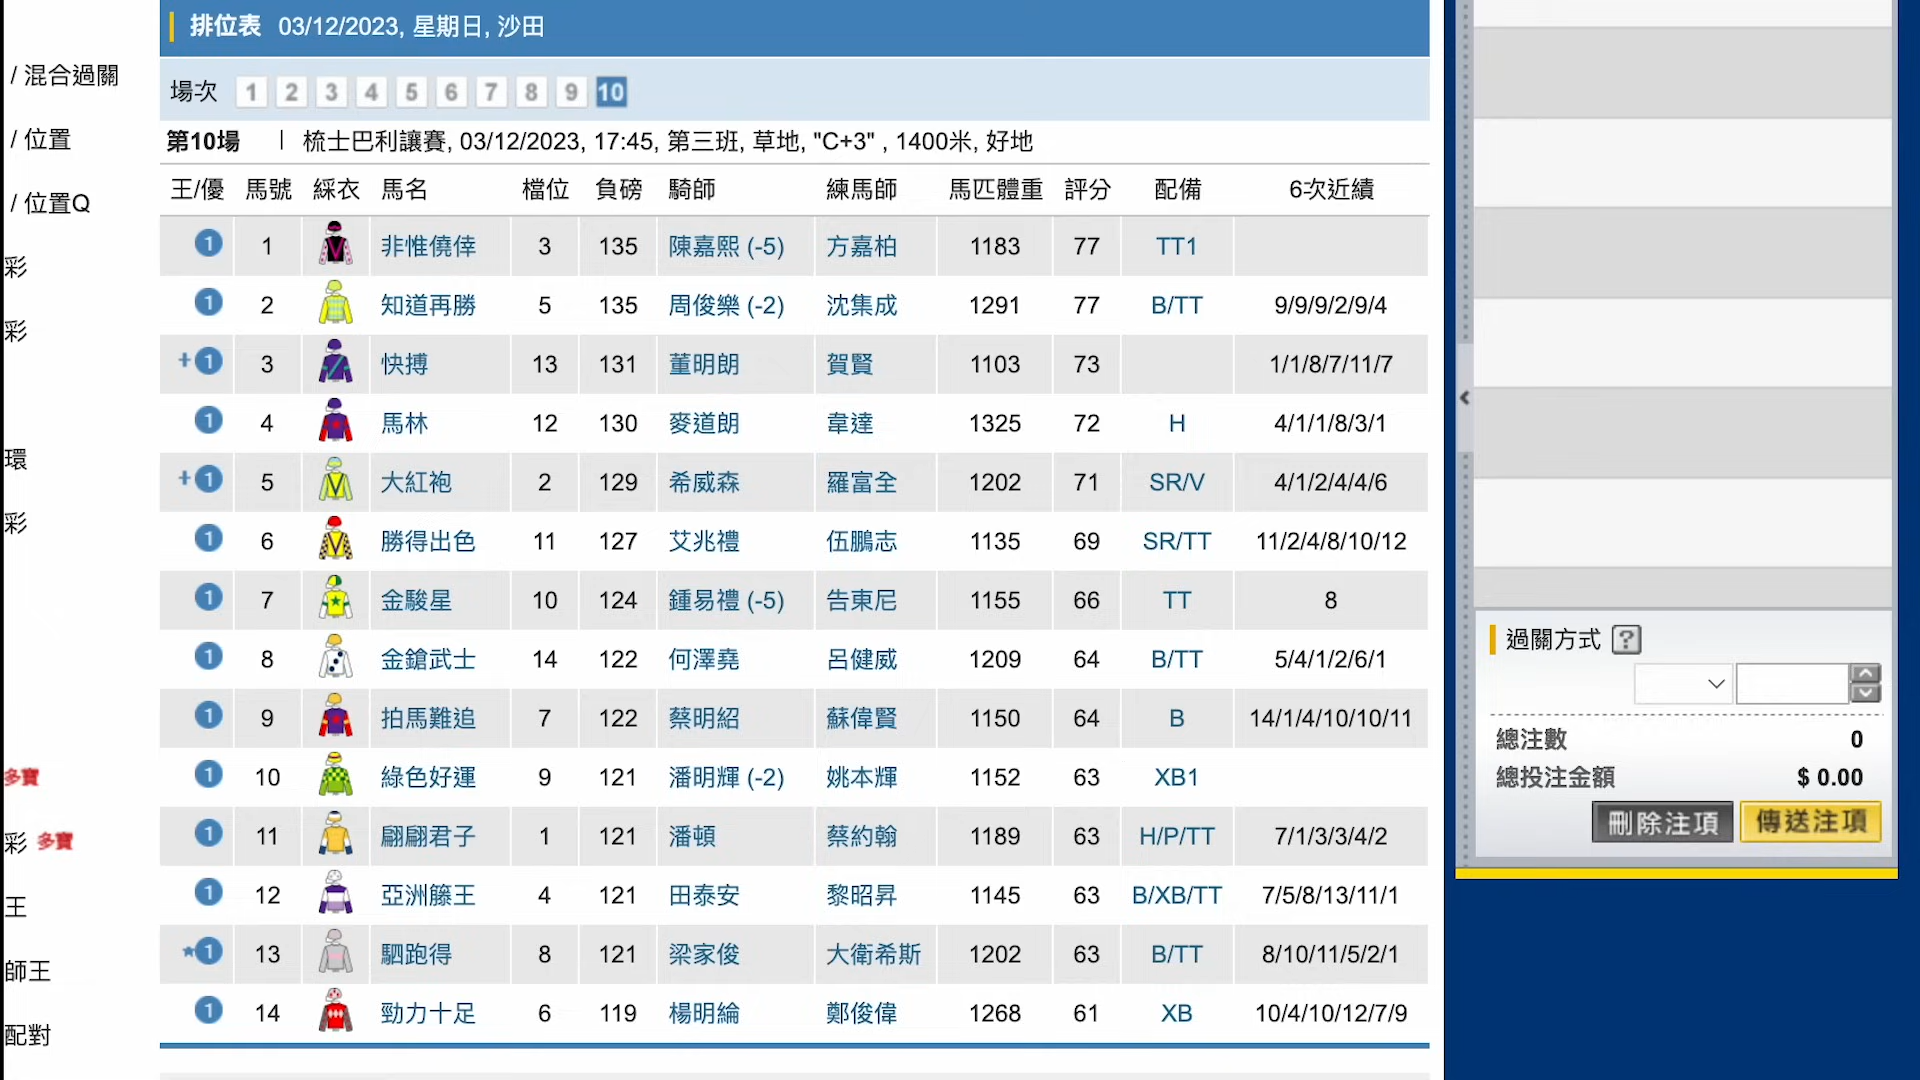 排位表 03/12/2023, 星期日, 沙田
/ 混合過關
場次 1 2 3 4 5 6 7 8 9 10
/ 位置
第10場 | 梳士巴利讓賽, 03/12/2023, 17:45, 第三班, 草地, "C+3" , 1400米, 好地
/ 位置Q
王/優 馬號 綵衣 馬名 檔位 負磅 騎師 練馬師 馬匹體重 評分 配備 6次近績
1 1 非惟僥倖 3 135 陳嘉熙 (-5) 方嘉柏 1183 77 TT1
彩
1 2 知道再勝 5 135 周俊樂 (-2) 沈集成 1291 77 B/TT 9/9/9/2/9/4
彩
+1 3 快搏 13 131 董明朗 賀賢 1103 73 1/1/8/7/11/7
1 4 馬林 12 130 麥道朗 韋達 1325 72 H 4/1/1/8/3/1
環
+1 5 大紅袍 2 129 希威森 羅富全 1202 71 SR/V 4/1/2/4/4/6
彩
1 6 勝得出色 11 127 艾兆禮 伍鵬志 1135 69 SR/TT 11/2/4/8/10/12
1 7 金駿星 10 124 鍾易禮 (-5) 告東尼 1155 66 TT 8
1 8 金鎗武士 14 122 何澤堯 呂健威 1209 64 B/TT 5/4/1/2/6/1
1 9 拍馬難追 7 122 蔡明紹 蘇偉賢 1150 64 B 14/1/4/10/10/11
多寶
1 10 綠色好運 9 121 潘明輝 (-2) 姚本輝 1152 63 XB1
彩 多寶
1 11 翩翩君子 1 121 潘頓 蔡約翰 1189 63 H/P/TT 7/1/3/3/4/2
王
1 12 亞洲籐王 4 121 田泰安 黎昭昇 1145 63 B/XB/TT 7/5/8/13/11/1
師王
★1 13 駟跑得 8 121 梁家俊 大衛希斯 1202 63 B/TT 8/10/11/5/2/1
配對
1 14 勁力十足 6 119 楊明綸 鄭俊偉 1268 61 XB 10/4/10/12/7/9
過關方式 ?
總注數 0
總投注金額 $ 0.00
刪除注項 傳送注項